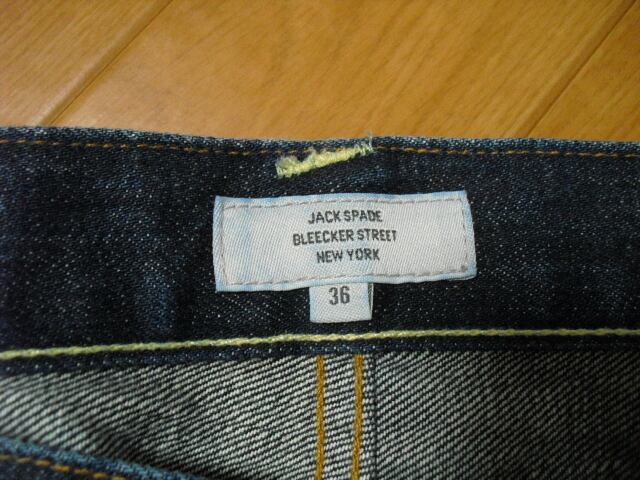 JACK SPADE
BLEECKER STREET
NEW YORK
36